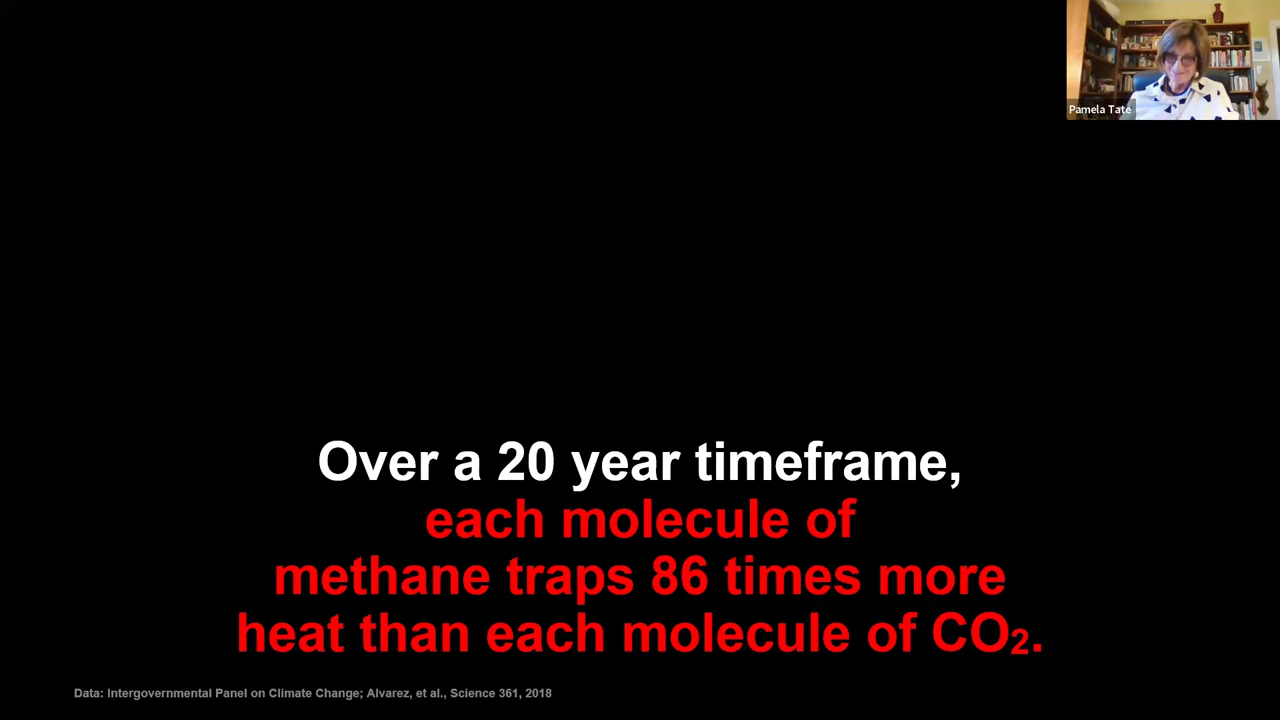 Pamela Tate
Over a 20 year timeframe,
each molecule of
methane traps 86 times more
heat than each molecule of CO₂.
Data: Intergovernmental Panel on Climate Change; Alvarez, et al., Science 361, 2018